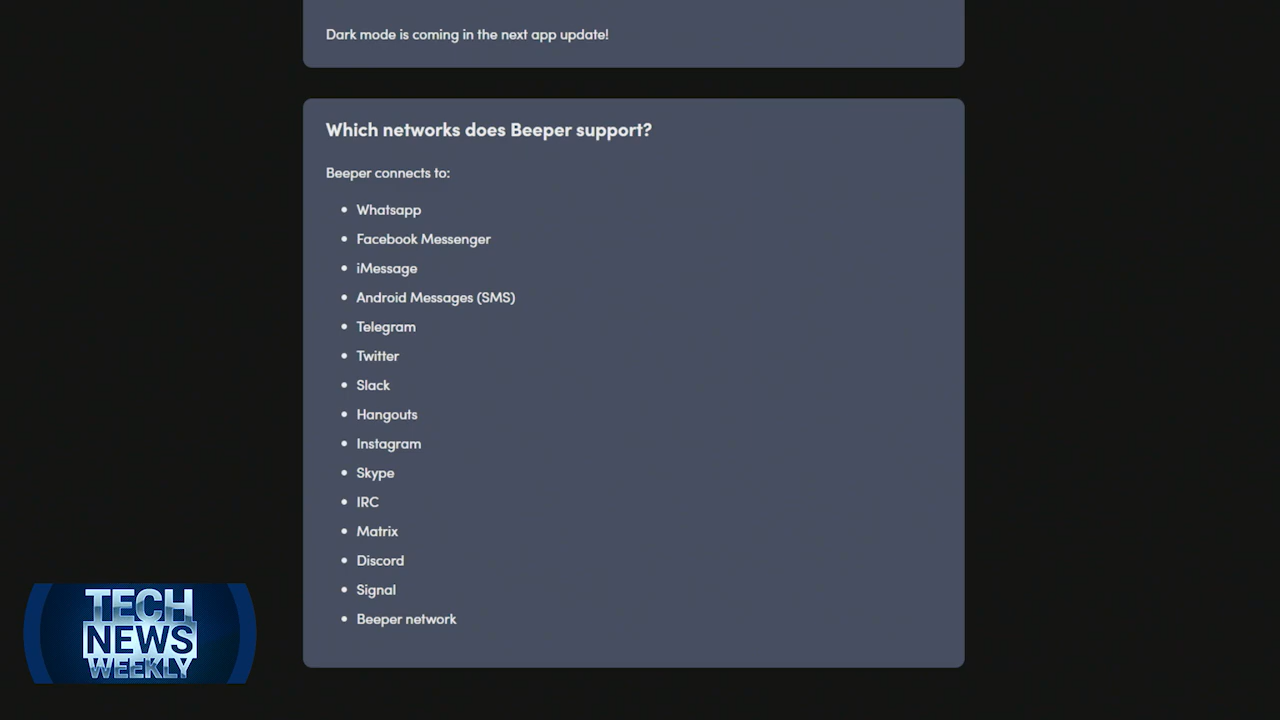 Dark mode is coming in the next app update!
Which networks does Beeper support?
Beeper connects to:
Whatsapp
Facebook Messenger
iMessage
Android Messages (SMS)
Telegram
Twitter
Slack
Hangouts
Instagram
Skype
IRC
Matrix
Discord
Signal
Beeper network
TECH
NEWS
WEEKLY